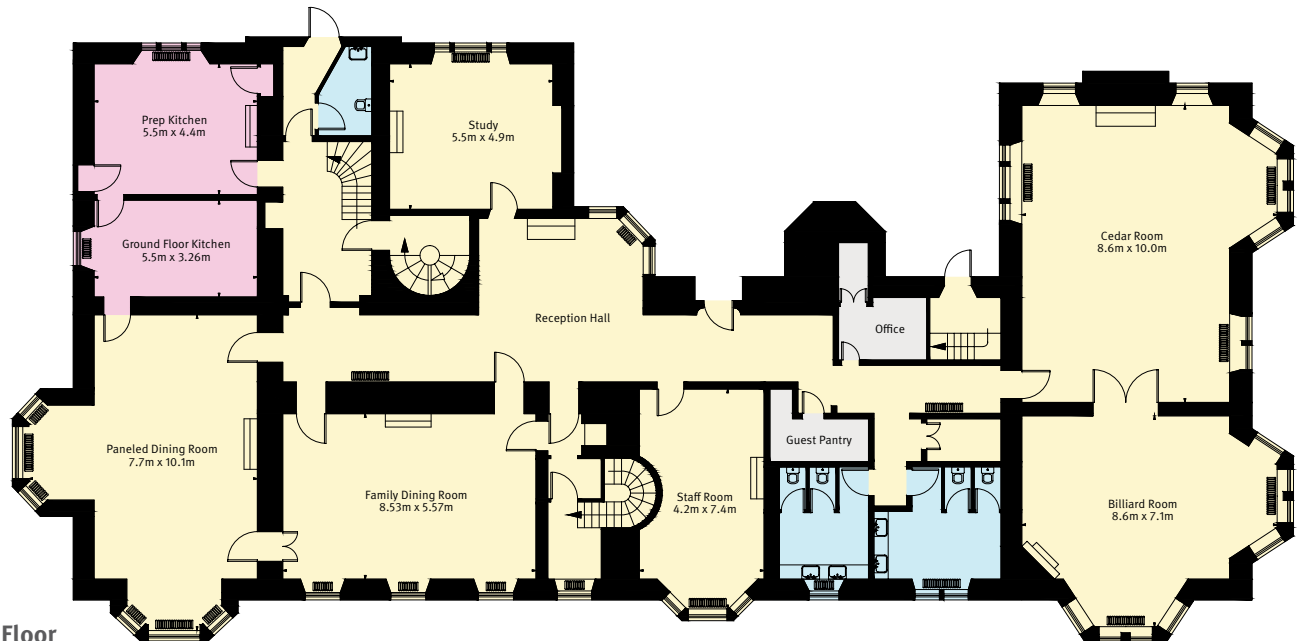 Prep Kitchen
5.5m x 4.4m
Study
5.5m x 4.9m
Ground Floor Kitchen
5.5m x 3.26m
Cedar Room
8.6m x 10.0m
Reception Hall
Office
Paneled Dining Room
7.7m x 10.1m
Guest Pantry
Family Dining Room
8.53m x 5.57m
Staff Room
4.2m x 7.4m
Billiard Room
8.6m x 7.1m
Floor